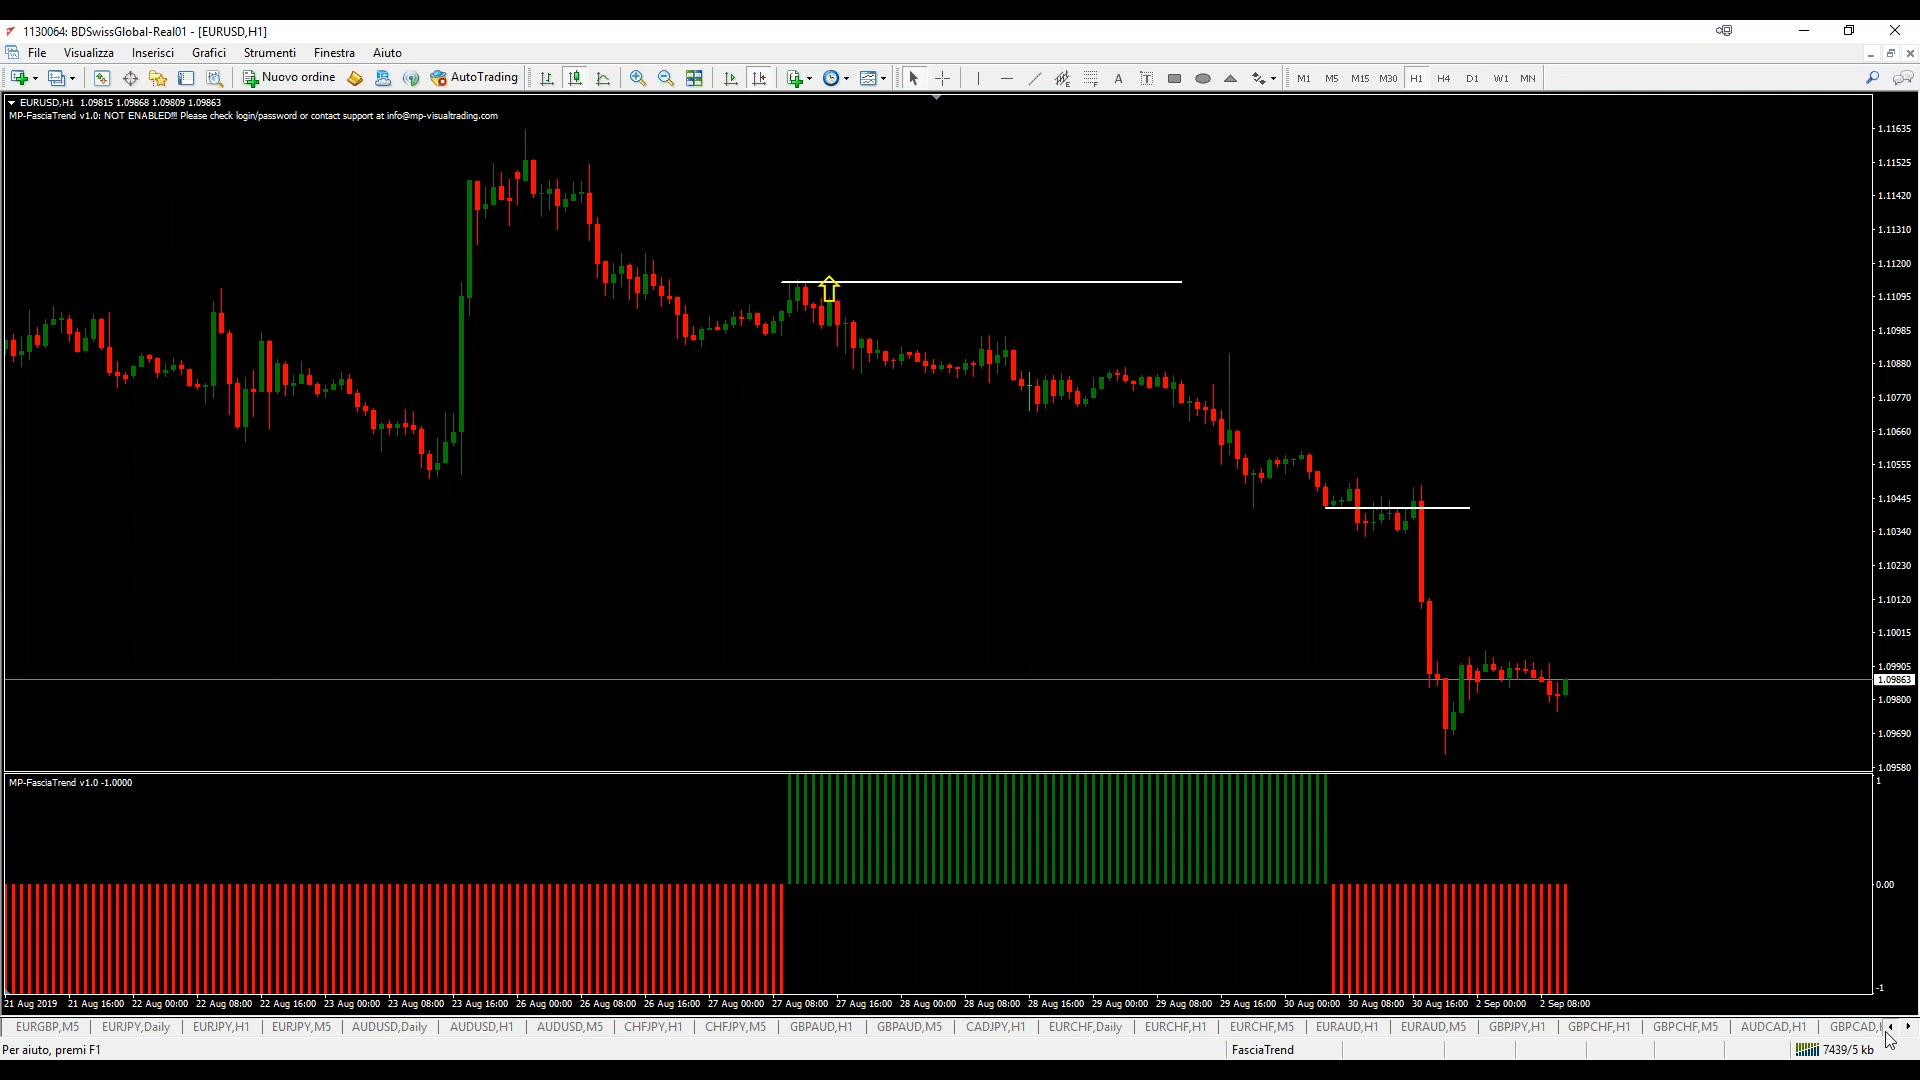 1130064: BDSwissGlobal-Real01 - [EURUSD,H1]
File Visualizza Inserisci Grafici Strumenti Finestra Aiuto
Nuovo ordine AutoTrading A T M1 M5 M15 M30 H1 H4 D1 W1 MN
EURUSD,H1 1.09815 1.09868 1.09809 1.09863
MP-FasciaTrend v1.0: NOT ENABLED!!! Please check login/password or contact support at info@mp-visualtrading.com
1.11635
1.11525
1.11420
1.11310
1.11200
1.11095
1.10985
1.10880
1.10770
1.10660
1.10555
1.10445
1.10340
1.10230
1.10120
1.10015
1.09905
1.09863
1.09800
1.09690
1.09580
MP-FasciaTrend v1.0 -1.0000
1
0.00
-1
21 Aug 2019 21 Aug 16:00 22 Aug 00:00 22 Aug 08:00 22 Aug 16:00 23 Aug 00:00 23 Aug 08:00 23 Aug 16:00 26 Aug 00:00 26 Aug 08:00 26 Aug 16:00 27 Aug 00:00 27 Aug 08:00 27 Aug 16:00 28 Aug 00:00 28 Aug 08:00 28 Aug 16:00 29 Aug 00:00 29 Aug 08:00 29 Aug 16:00 30 Aug 00:00 30 Aug 08:00 30 Aug 16:00 2 Sep 00:00 2 Sep 08:00
EURGBP,M5 EURJPY,Daily EURJPY,H1 EURJPY,M5 AUDUSD,Daily AUDUSD,H1 AUDUSD,M5 CHFJPY,H1 CHFJPY,M5 GBPAUD,H1 GBPAUD,M5 CADJPY,H1 EURCHF,Daily EURCHF,H1 EURCHF,M5 EURAUD,H1 EURAUD,M5 GBPJPY,H1 GBPCHF,H1 GBPCHF,M5 AUDCAD,H1 GBPCAD,
Per aiuto, premi F1 FasciaTrend 7439/5 kb